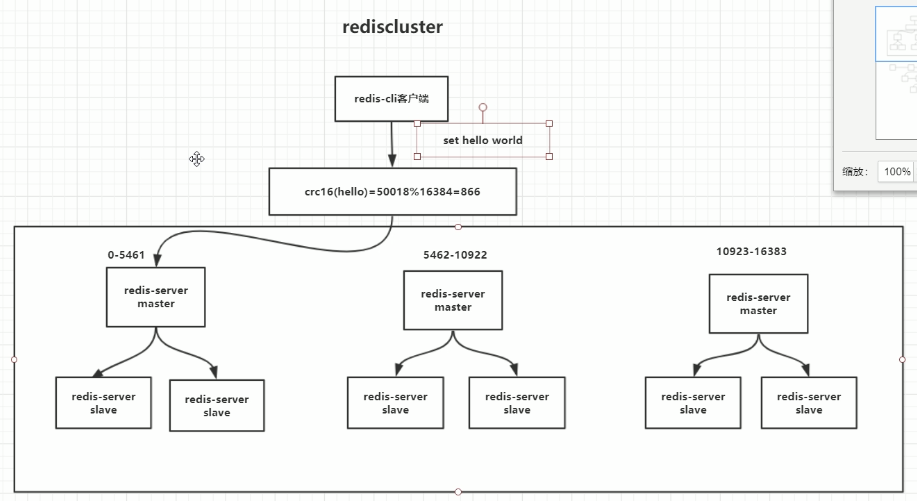 rediscluster
redis-cli客户端
set hello world
缩放： 100%
crc16(hello)=50018%16384=866
0-5461
5462-10922
10923-16383
redis-server
master
redis-server
master
redis-server
master
redis-server
slave
redis-server
slave
redis-server
slave
redis-server
slave
redis-server
slave
redis-server
slave